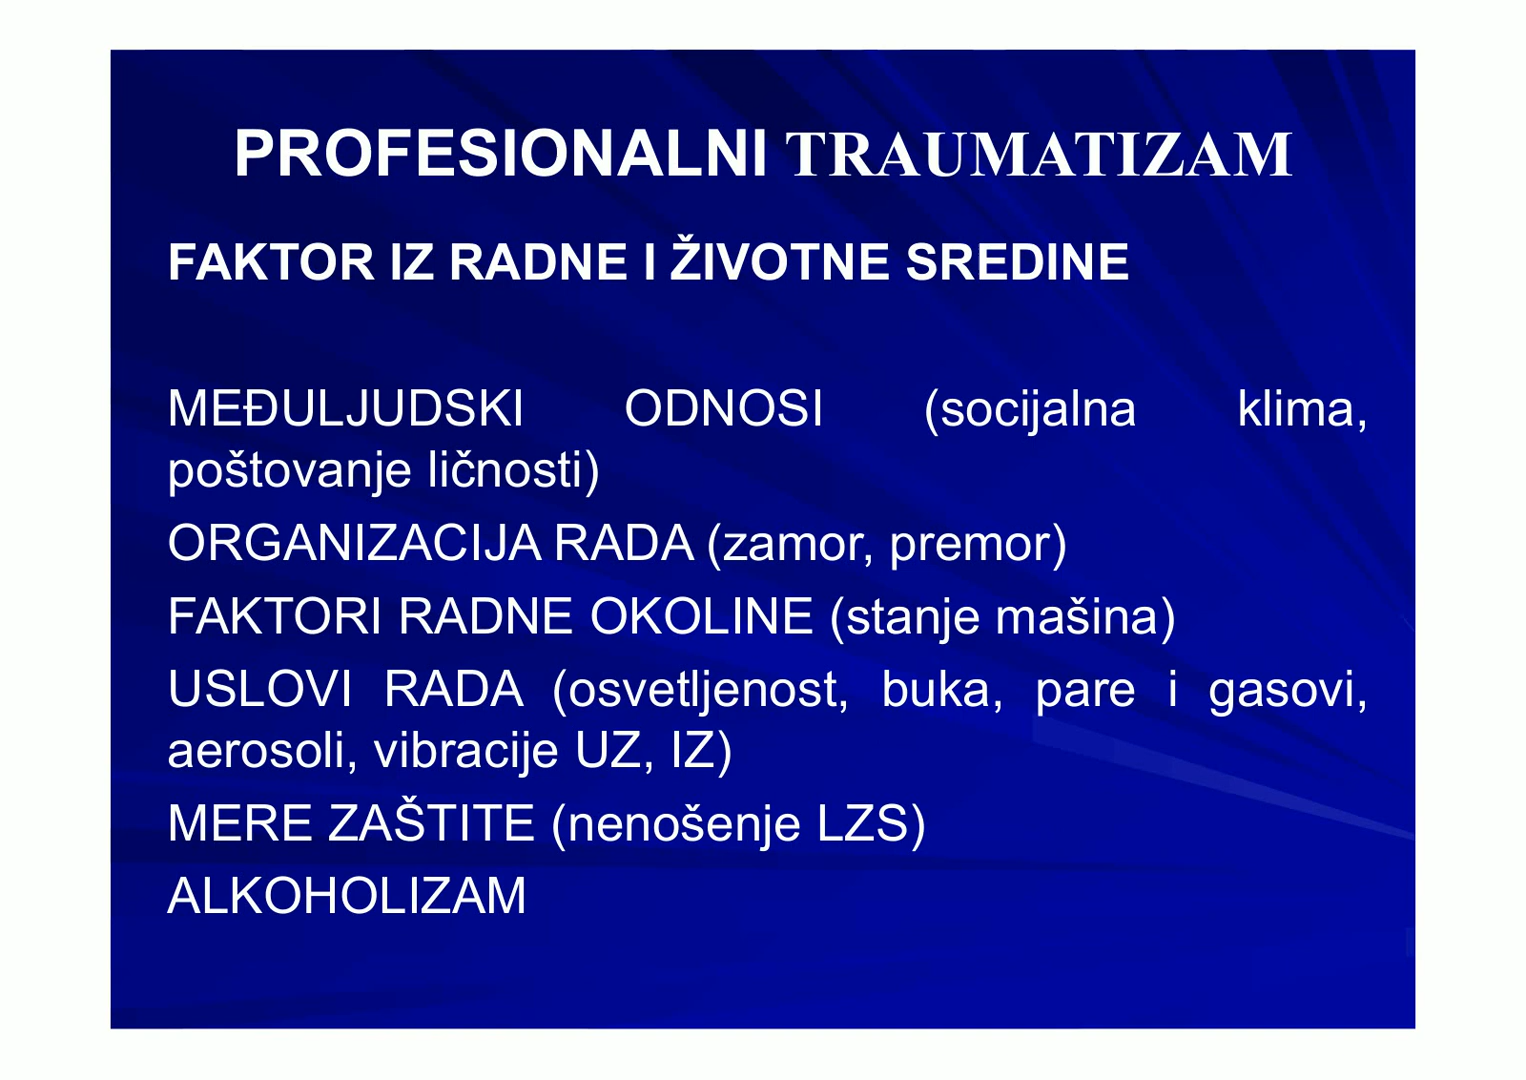 PROFESIONALNI TRAUMATIZAM
FAKTOR IZ RADNE I ŽIVOTNE SREDINE
MEĐULJUDSKI ODNOSI (socijalna klima,
poštovanje ličnosti)
ORGANIZACIJA RADA (zamor, premor)
FAKTORI RADNE OKOLINE (stanje mašina)
USLOVI RADA (osvetljenost, buka, pare i gasovi,
aerosoli, vibracije UZ, IZ)
MERE ZAŠTITE (nenošenje LZS)
ALKOHOLIZAM